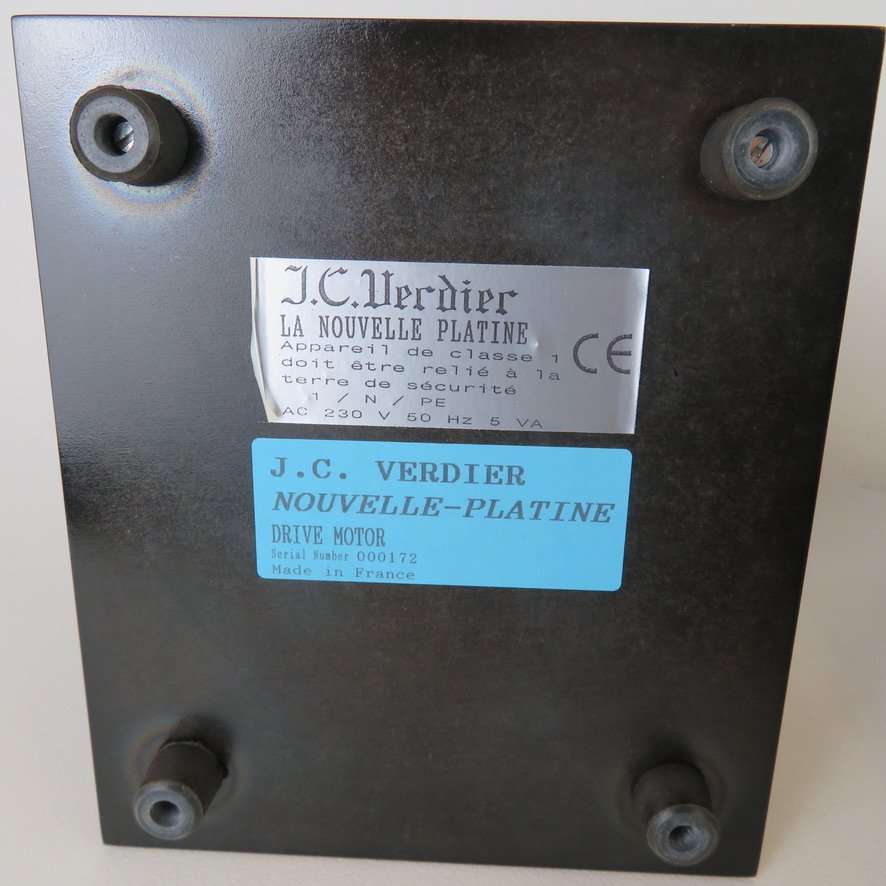 J.C.Verdier
LA NOUVELLE PLATINE
Appareil de classe 1
doit être relié à la
terre de sécurité
1 / N / PE
AC 230 V 50 Hz 5 VA
CE
J.C. VERDIER
NOUVELLE-PLATINE
DRIVE MOTOR
Serial Number 000172
Made in France